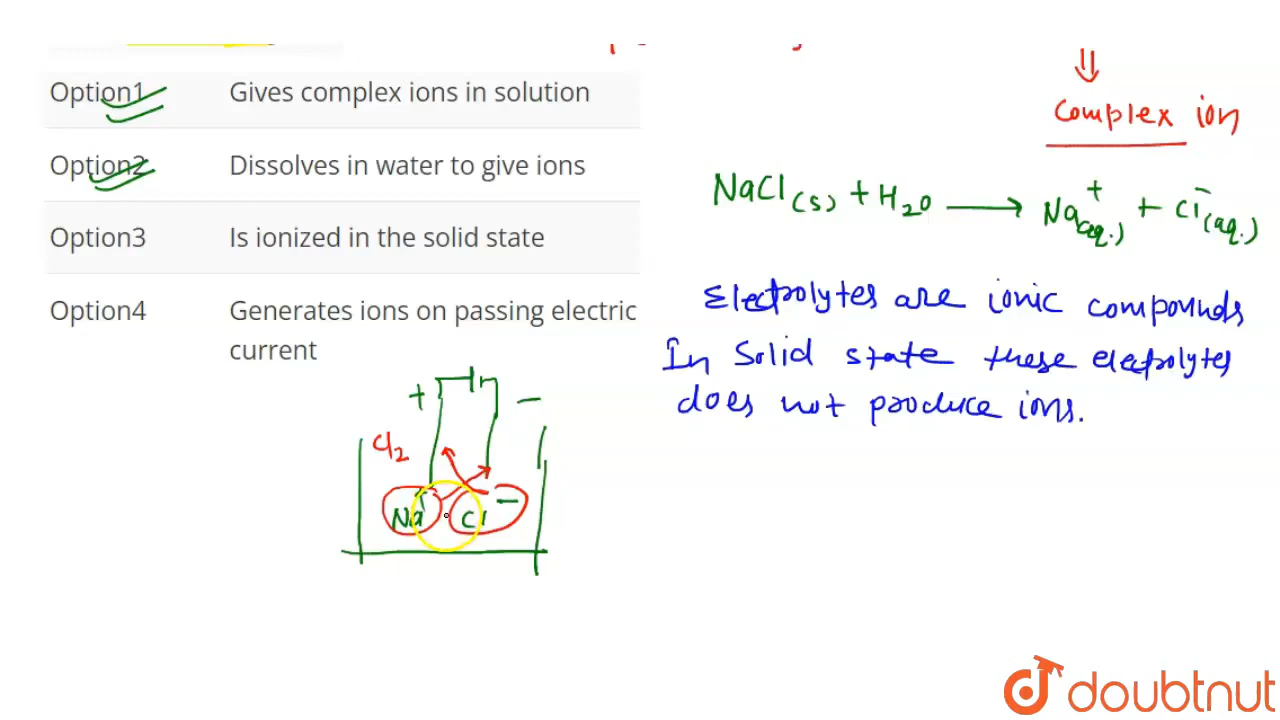 Option1 Gives complex ions in solution
Option2 Dissolves in water to give ions
Option3 Is ionized in the solid state
Option4 Generates ions on passing electric
current
⇓
Complex ion
NaCl(s) + H2O ⟶ Na+(aq.) + Cl-(aq.)
Electrolytes are ionic compounds
In Solid state these electrolytes
does not produce ions.
+ -
Cl2
Na+ Cl-
doubtnut